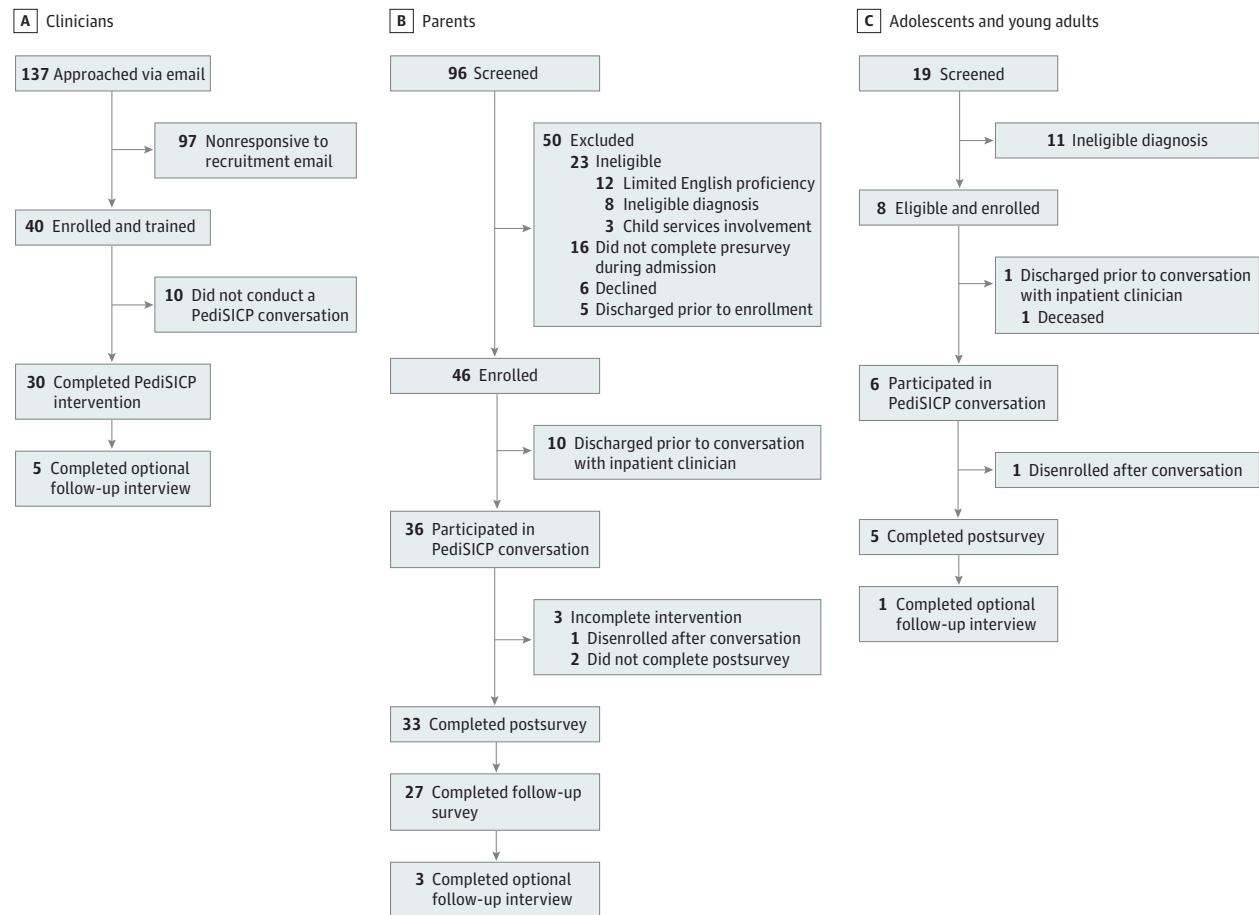 A Clinicians
137 Approached via email
97 Nonresponsive to
recruitment email
40 Enrolled and trained
10 Did not conduct a
PediSICP conversation
30 Completed PediSICP
intervention
5 Completed optional
follow-up interview
B Parents
96 Screened
50 Excluded
23 Ineligible
12 Limited English proficiency
8 Ineligible diagnosis
3 Child services involvement
16 Did not complete presurvey
during admission
6 Declined
5 Discharged prior to enrollment
46 Enrolled
10 Discharged prior to conversation
with inpatient clinician
36 Participated in
PediSICP conversation
3 Incomplete intervention
1 Disenrolled after conversation
2 Did not complete postsurvey
33 Completed postsurvey
27 Completed follow-up
survey
3 Completed optional
follow-up interview
C Adolescents and young adults
19 Screened
11 Ineligible diagnosis
8 Eligible and enrolled
1 Discharged prior to conversation
with inpatient clinician
1 Deceased
6 Participated in
PediSICP conversation
1 Disenrolled after conversation
5 Completed postsurvey
1 Completed optional
follow-up interview